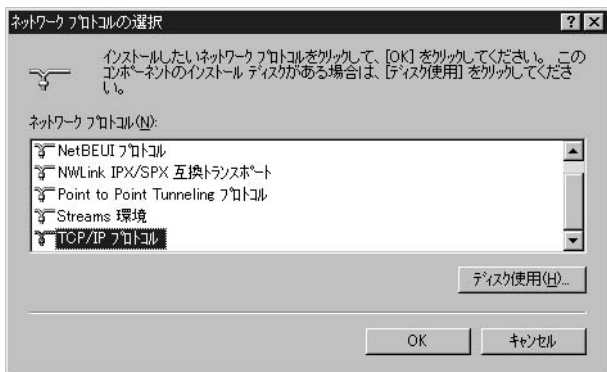 ネットワーク プロトコルの選択
インストールしたいネットワーク プロトコルをクリックして、[OK] をクリックしてください。 この
コンポーネントのインストール ディスクがある場合は、[ディスク使用] をクリックしてくださ
い。
ネットワーク プロトコル(N):
NetBEUI プロトコル
NWLink IPX/SPX 互換トランスポート
Point to Point Tunneling プロトコル
Streams 環境
TCP/IP プロトコル
ディスク使用(H)...
OK
キャンセル